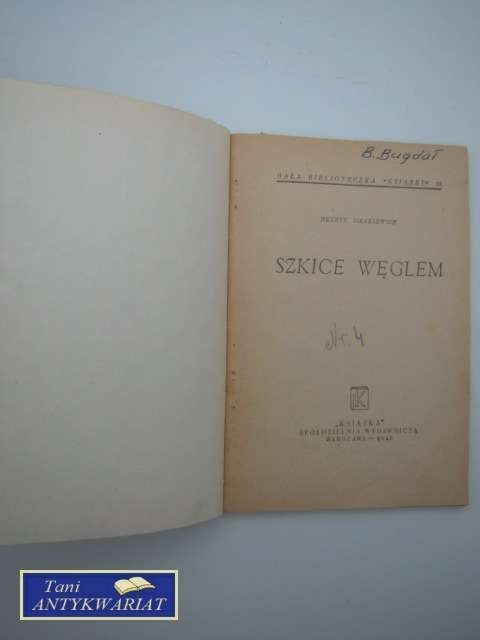 B. Bugdał
MAŁA BIBLIOTECZKA "KSIĄŻKI"
HENRYK SIENKIEWICZ
SZKICE WĘGLEM
Nr. 4
K
„KSIĄŻKA"
SPÓŁDZIELNIA WYDAWNICZA
WARSZAWA
Tani
ANTYKWARIAT